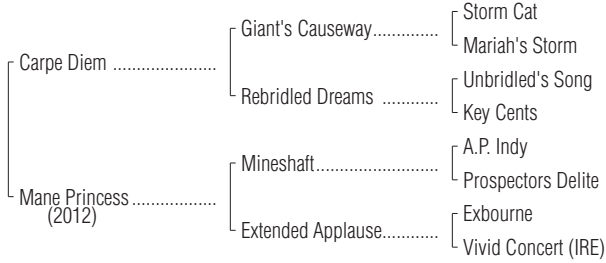 Storm Cat
Giant's Causeway..............
Mariah's Storm
Carpe Diem ......................
Unbridled's Song
Rebridled Dreams ............
Key Cents
A.P. Indy
Mineshaft..........................
Prospectors Delite
Mane Princess..................
(2012)
Exbourne
Extended Applause............
Vivid Concert (IRE)